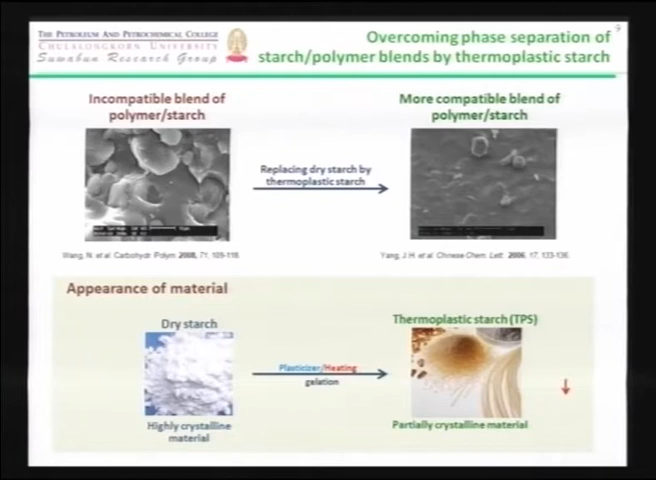 THE PETROLEUM AND PETROCHEMICAL COLLEGE
CHULALONGKORN UNIVERSITY
Suwabun Research Group
9
Overcoming phase separation of
starch/polymer blends by thermoplastic starch
Incompatible blend of
polymer/starch
More compatible blend of
polymer/starch
Replacing dry starch by
thermoplastic starch
Wang, N. et al. Carbohydr. Polym. 2008, 71, 109-118.
Yang, J.H. et al. Chinese Chem. Lett. 2006, 17, 133-136.
Appearance of material
Dry starch
Thermoplastic starch (TPS)
Plasticizer/Heating
gelation
Highly crystalline
material
Partially crystalline material